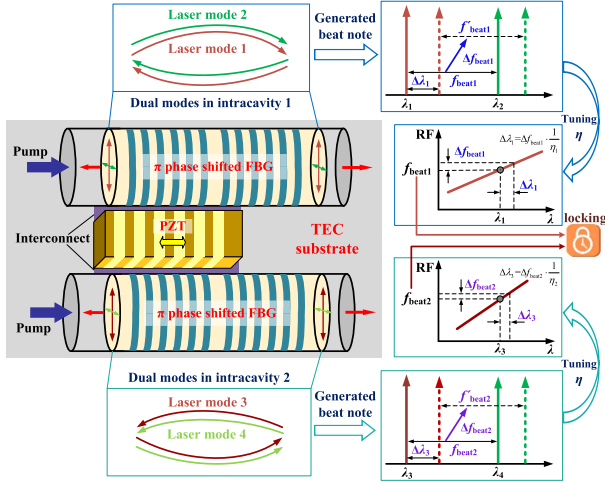 Laser mode 2
Laser mode 1
Generated
beat note
f′beat1
Δfbeat1
Δλ1
fbeat1
λ1
λ2
Dual modes in intracavity 1
Tuning
η
Pump
π phase shifted FBG
RF
Δλ1=Δfbeat1·1/η1
Δfbeat1
fbeat1
Δλ1
λ1
λ
locking
Interconnect
PZT
TEC
substrate
RF
Δλ3=Δfbeat2·1/η2
Δfbeat2
fbeat2
Δλ3
λ3
λ
Pump
π phase shifted FBG
Tuning
η
Dual modes in intracavity 2
Laser mode 3
Laser mode 4
Generated
beat note
f′beat2
Δfbeat2
Δλ3
fbeat2
λ3
λ4